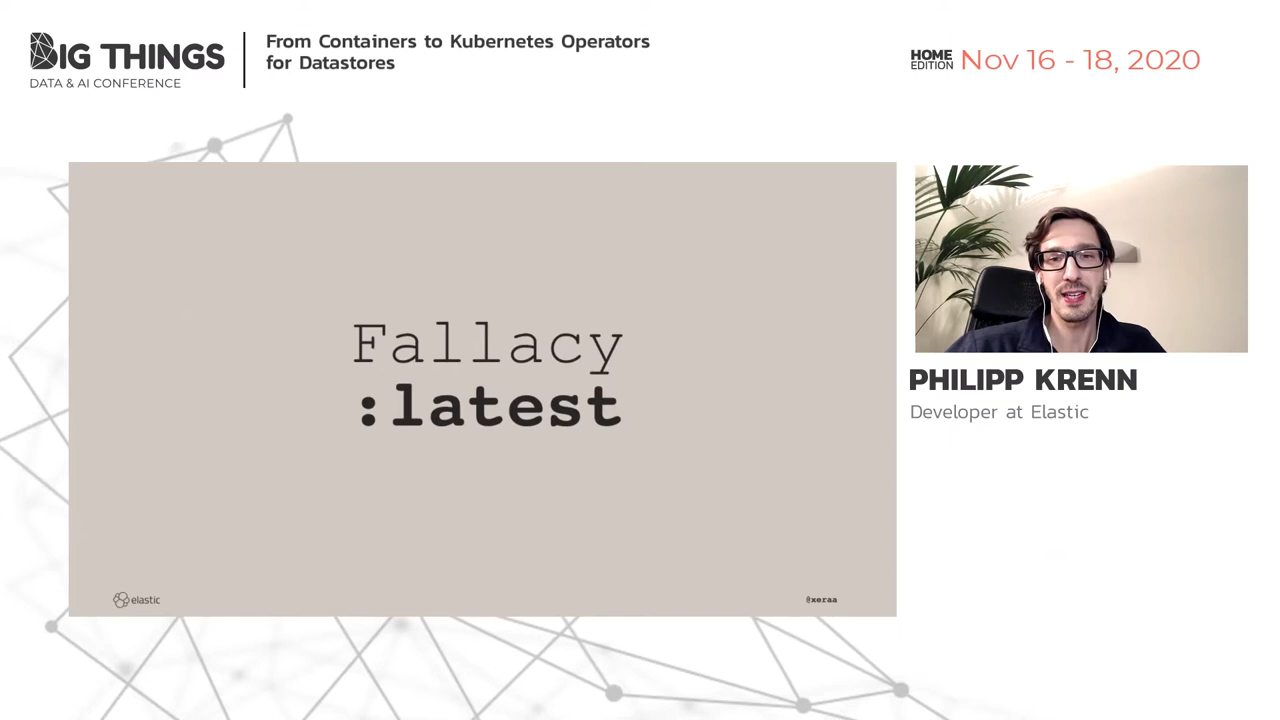 BIG THINGS
DATA & AI CONFERENCE
From Containers to Kubernetes Operators
for Datastores
HOME
EDITION
Nov 16 - 18, 2020
Fallacy
:latest
elastic
@xeraa
PHILIPP KRENN
Developer at Elastic